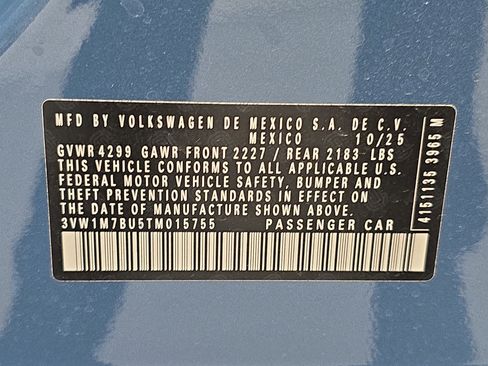 MFD BY VOLKSWAGEN DE MEXICO S.A. DE C.V.
MEXICO 10/25
GVWR 4299 GAWR FRONT 2227 / REAR 2183 LBS
THIS VEHICLE CONFORMS TO ALL APPLICABLE U.S.
FEDERAL MOTOR VEHICLE SAFETY, BUMPER AND
THEFT PREVENTION STANDARDS IN EFFECT ON
THE DATE OF MANUFACTURE SHOWN ABOVE
3VW1M7BU5TM015755 PASSENGER CAR
4161135 3965 M